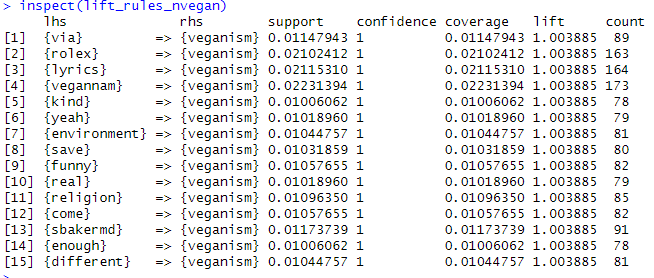 > inspect(lift_rules_nvegan)
lhs rhs support confidence coverage lift count
[1] {via} => {veganism} 0.01147943 1 0.01147943 1.003885 89
[2] {rolex} => {veganism} 0.02102412 1 0.02102412 1.003885 163
[3] {lyrics} => {veganism} 0.02115310 1 0.02115310 1.003885 164
[4] {vegannam} => {veganism} 0.02231394 1 0.02231394 1.003885 173
[5] {kind} => {veganism} 0.01006062 1 0.01006062 1.003885 78
[6] {yeah} => {veganism} 0.01018960 1 0.01018960 1.003885 79
[7] {environment} => {veganism} 0.01044757 1 0.01044757 1.003885 81
[8] {save} => {veganism} 0.01031859 1 0.01031859 1.003885 80
[9] {funny} => {veganism} 0.01057655 1 0.01057655 1.003885 82
[10] {real} => {veganism} 0.01018960 1 0.01018960 1.003885 79
[11] {religion} => {veganism} 0.01096350 1 0.01096350 1.003885 85
[12] {come} => {veganism} 0.01057655 1 0.01057655 1.003885 82
[13] {sbakermd} => {veganism} 0.01173739 1 0.01173739 1.003885 91
[14] {enough} => {veganism} 0.01006062 1 0.01006062 1.003885 78
[15] {different} => {veganism} 0.01044757 1 0.01044757 1.003885 81
>